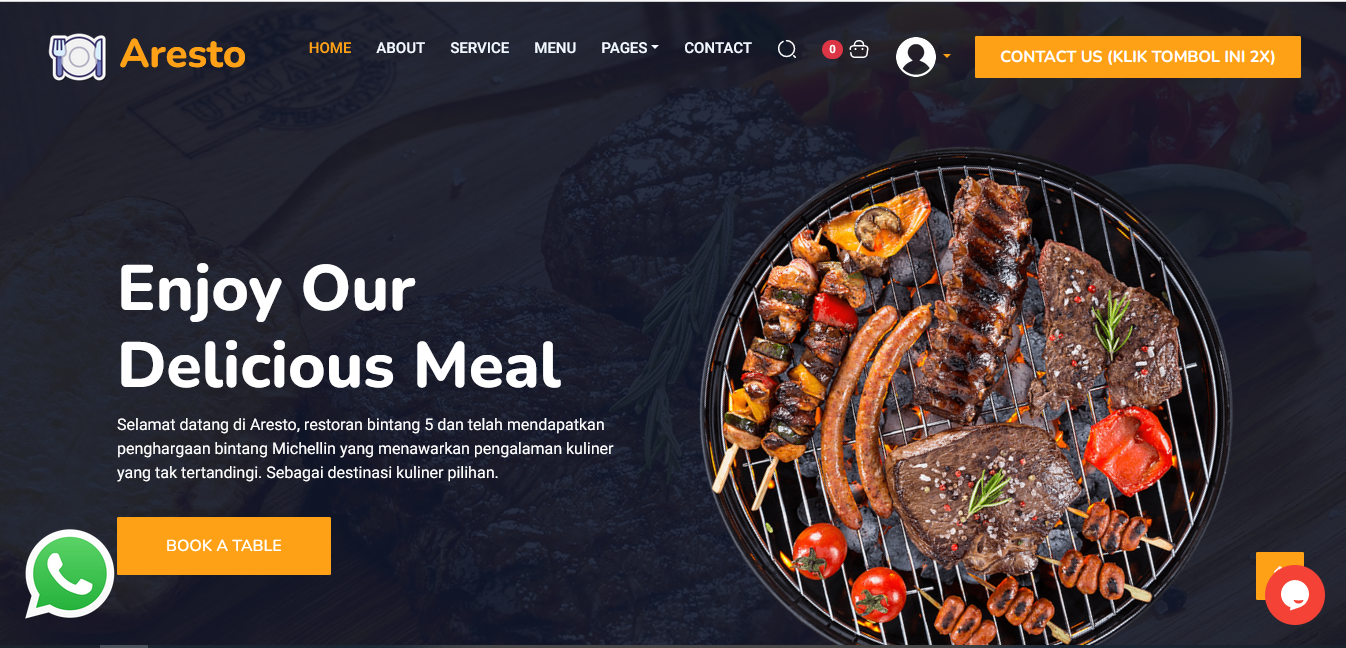 Aresto
HOME ABOUT SERVICE MENU PAGES CONTACT 0 CONTACT US (KLIK TOMBOL INI 2X)
Enjoy Our
Delicious Meal
Selamat datang di Aresto, restoran bintang 5 dan telah mendapatkan
penghargaan bintang Michellin yang menawarkan pengalaman kuliner
yang tak tertandingi. Sebagai destinasi kuliner pilihan.
BOOK A TABLE